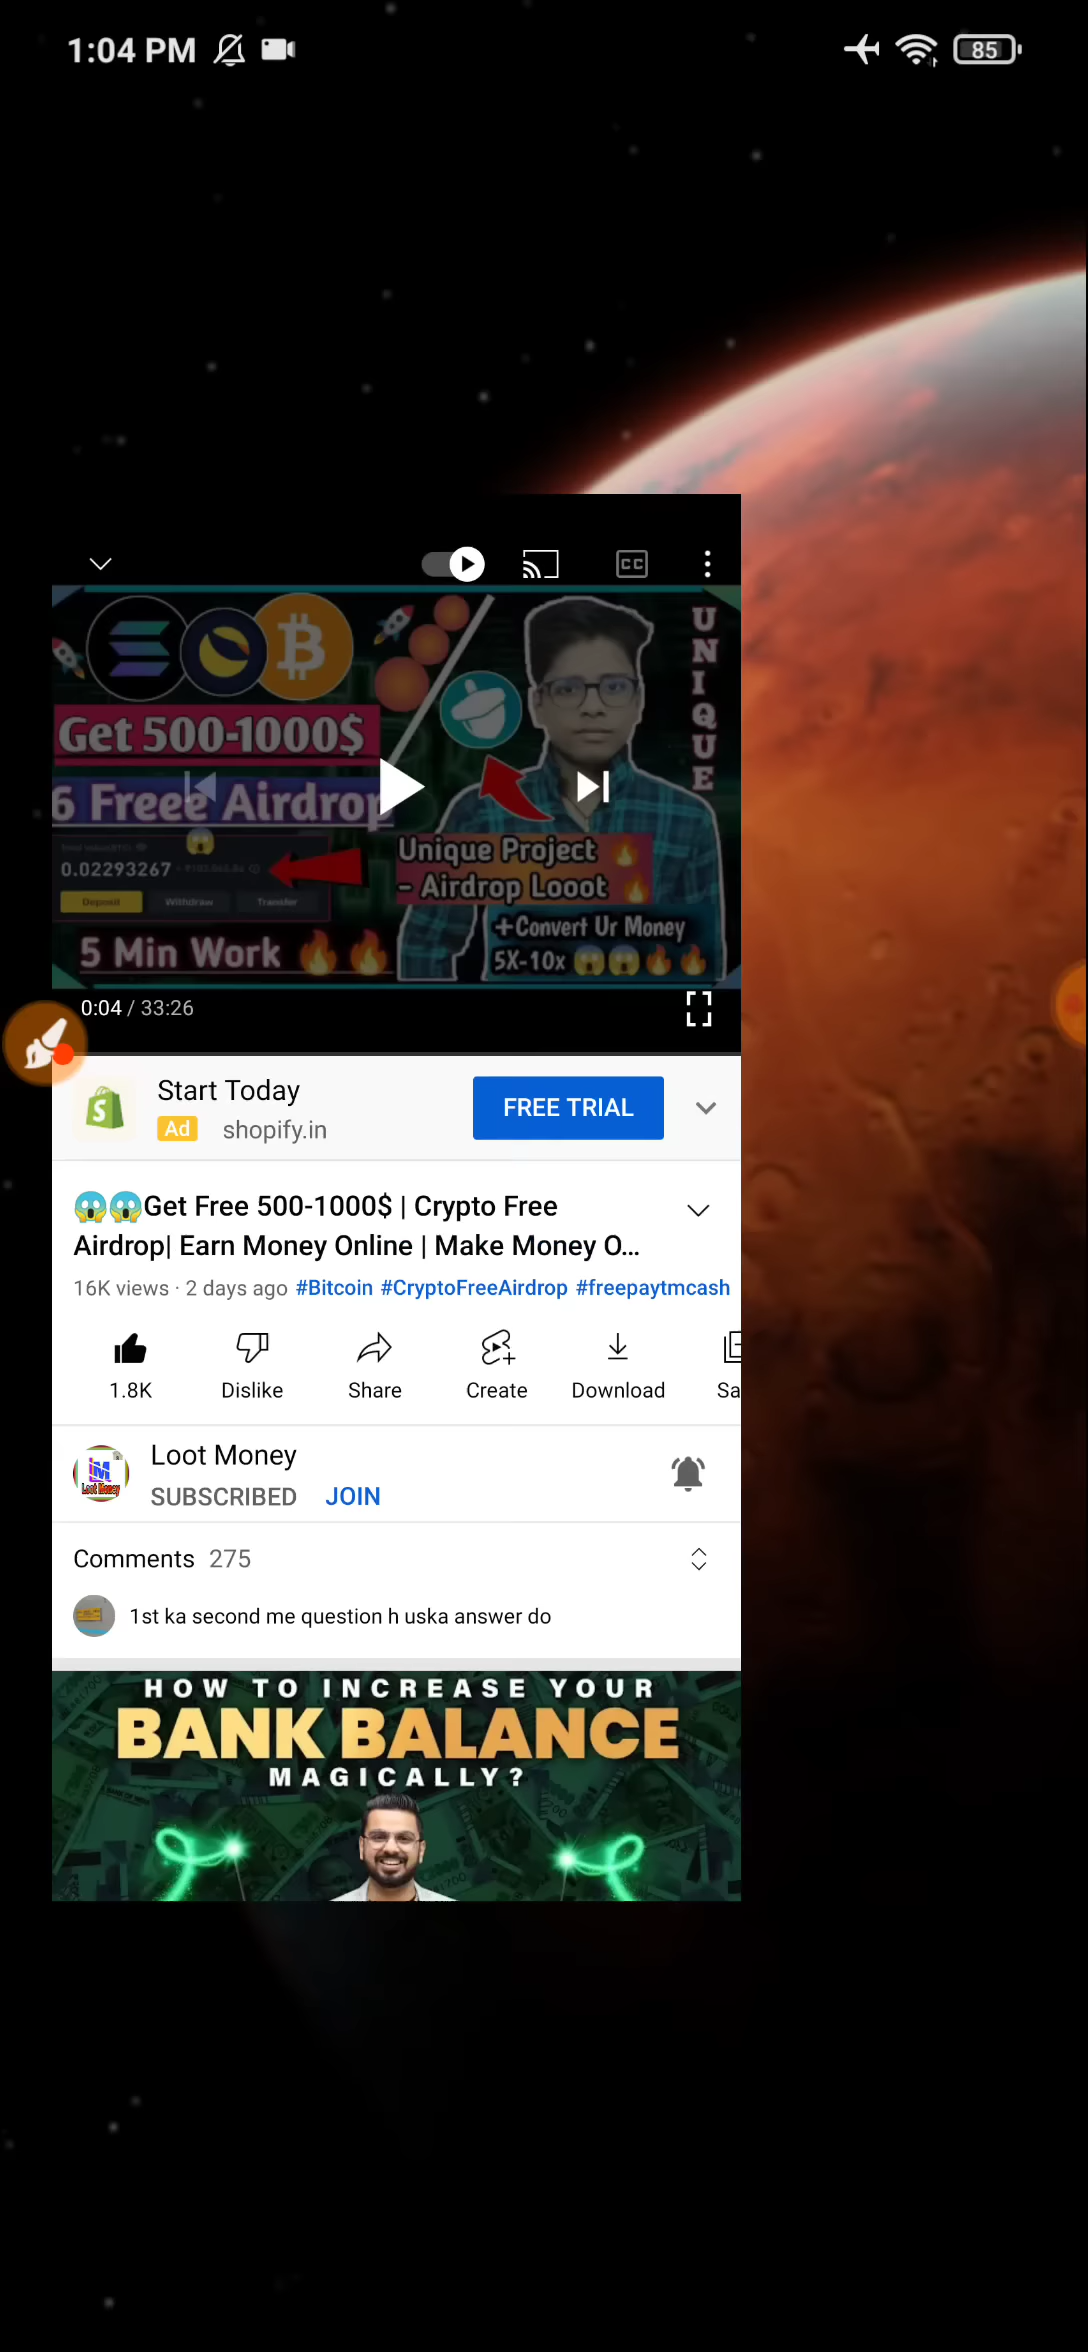 1:04 PM
85
CC
UNIQUE
Get 500-1000$
6 Freee Airdrop
0.02293267
Deposit
Withdraw
Transfer
Unique Project
- Airdrop Looot
+Convert Ur Money
5X-10x
5 Min Work
0:04 / 33:26
Start Today
Ad shopify.in
FREE TRIAL
😱😱Get Free 500-1000$ | Crypto Free
Airdrop| Earn Money Online | Make Money O...
16K views · 2 days ago #Bitcoin #CryptoFreeAirdrop #freepaytmcash
1.8K Dislike Share Create Download Sa
Loot Money
SUBSCRIBED JOIN
Comments 275
1st ka second me question h uska answer do
HOW TO INCREASE YOUR
BANK BALANCE
MAGICALLY?